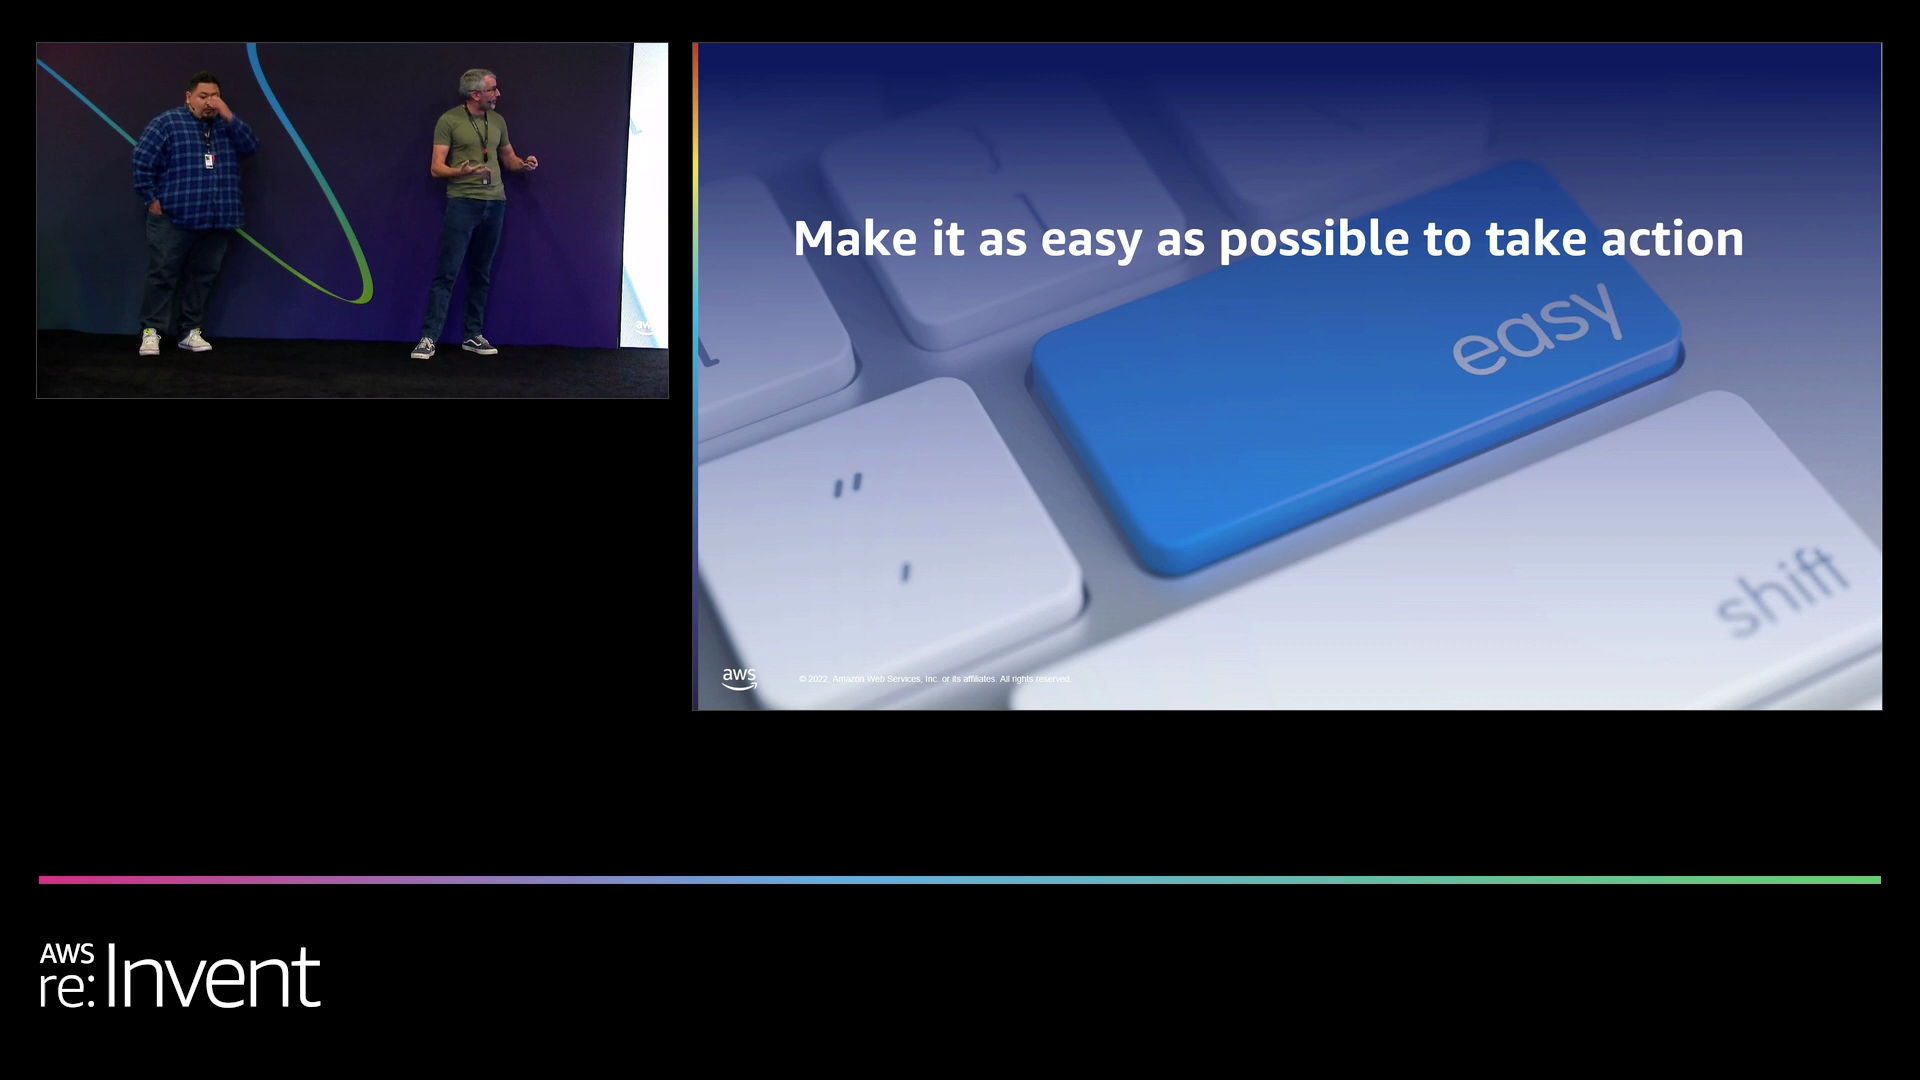 Make it as easy as possible to take action
easy
"
'
shift
aws
© 2022, Amazon Web Services, Inc. or its affiliates. All rights reserved.
AWS
re:Invent